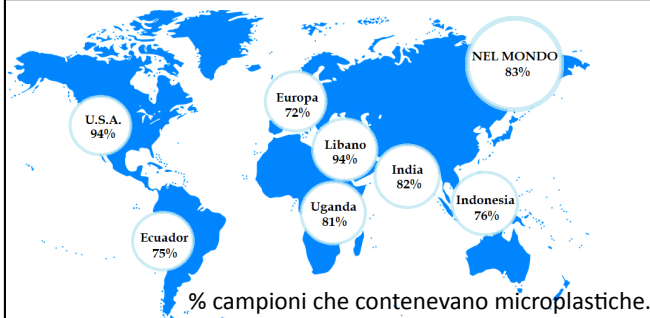 NEL MONDO
83%
Europa
72%
U.S.A.
94%
Libano
94%
India
82%
Uganda
81%
Indonesia
76%
Ecuador
75%
% campioni che contenevano microplastiche.